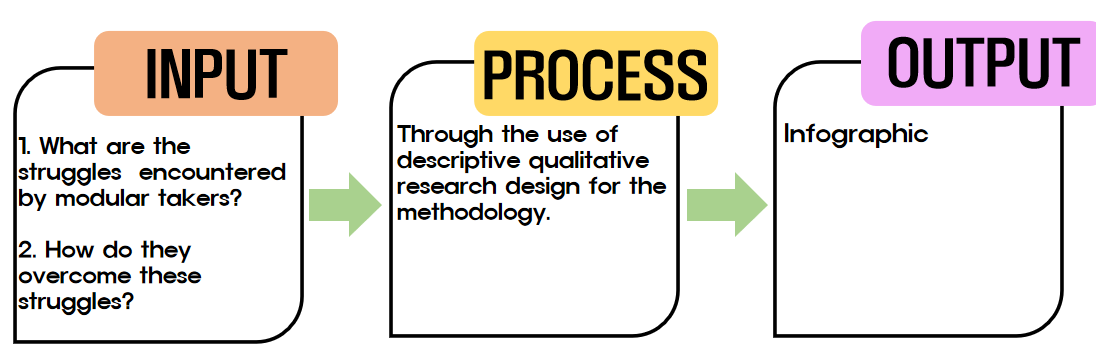 INPUT
1. What are the
struggles encountered
by modular takers?
2. How do they
overcome these
struggles?
PROCESS
Through the use of
descriptive qualitative
research design for the
methodology.
OUTPUT
Infographic